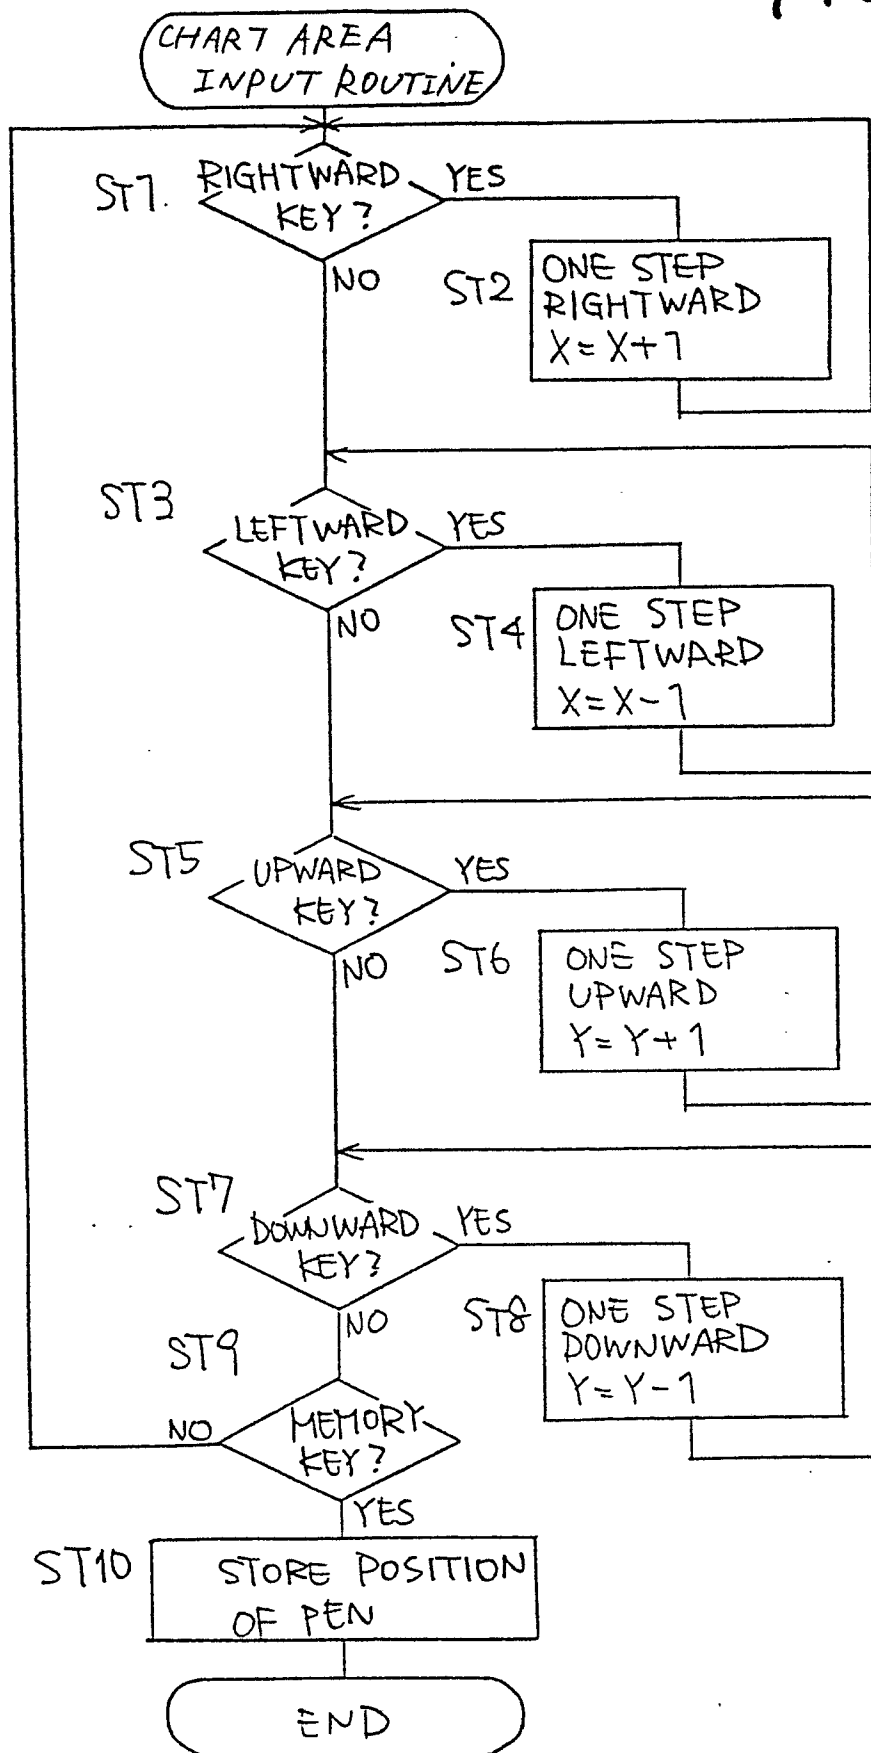 CHART AREA
INPUT ROUTINE
ST1.
RIGHTWARD
KEY?
YES
NO
ST2
ONE STEP
RIGHTWARD
X=X+1
ST3
LEFTWARD
KEY?
YES
NO
ST4
ONE STEP
LEFTWARD
X=X-1
ST5
UPWARD
KEY?
YES
NO
ST6
ONE STEP
UPWARD
Y=Y+1
ST7
DOWNWARD
KEY?
YES
NO
ST8
ONE STEP
DOWNWARD
Y=Y-1
ST9
MEMORY
KEY?
NO
YES
ST10
STORE POSITION
OF PEN
END